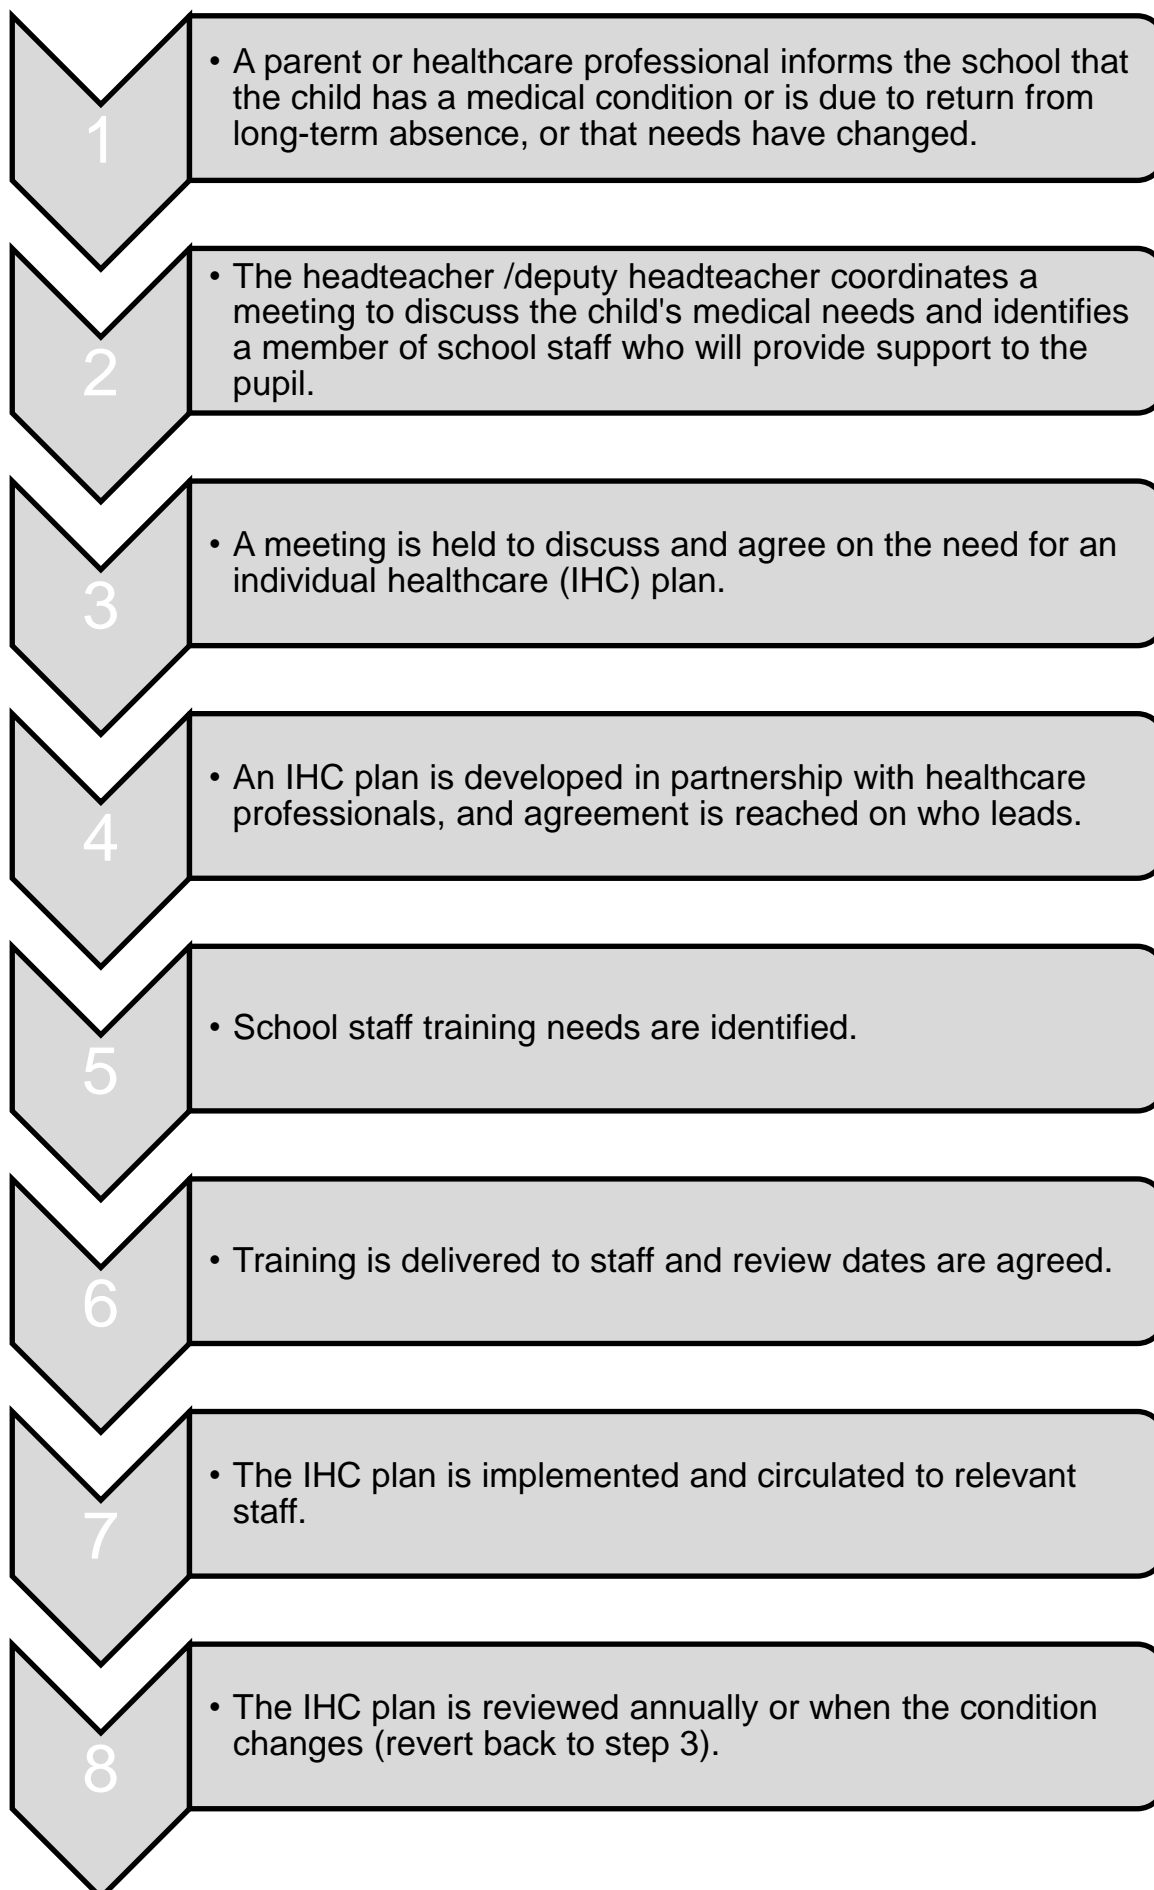 1
• A parent or healthcare professional informs the school that
the child has a medical condition or is due to return from
long-term absence, or that needs have changed.
2
• The headteacher /deputy headteacher coordinates a
meeting to discuss the child's medical needs and identifies
a member of school staff who will provide support to the
pupil.
3
• A meeting is held to discuss and agree on the need for an
individual healthcare (IHC) plan.
4
• An IHC plan is developed in partnership with healthcare
professionals, and agreement is reached on who leads.
5
• School staff training needs are identified.
6
• Training is delivered to staff and review dates are agreed.
7
• The IHC plan is implemented and circulated to relevant
staff.
8
• The IHC plan is reviewed annually or when the condition
changes (revert back to step 3).